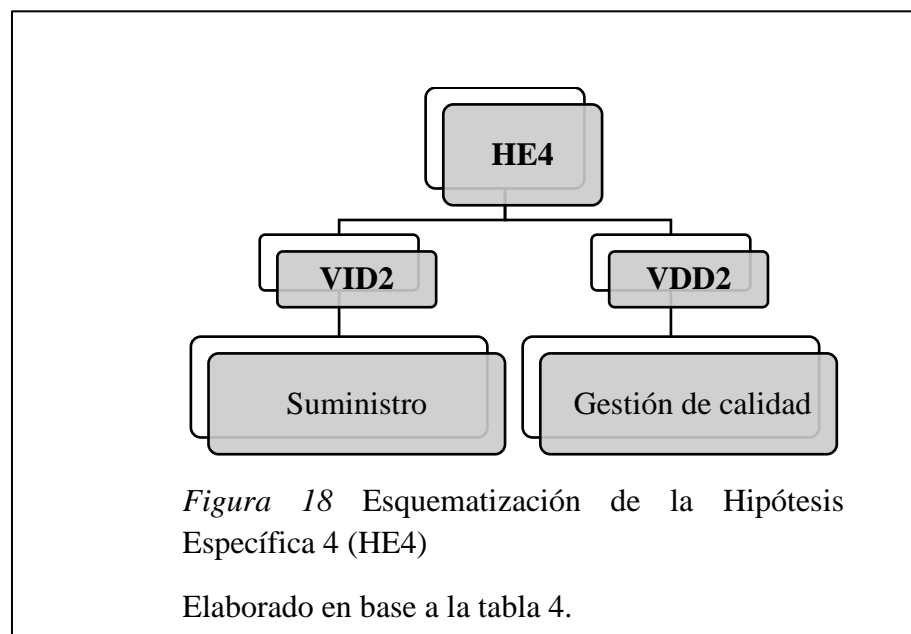 HE4
VID2
VDD2
Suministro
Gestión de calidad
Figura 18 Esquematización de la Hipótesis
Específica 4 (HE4)
Elaborado en base a la tabla 4.